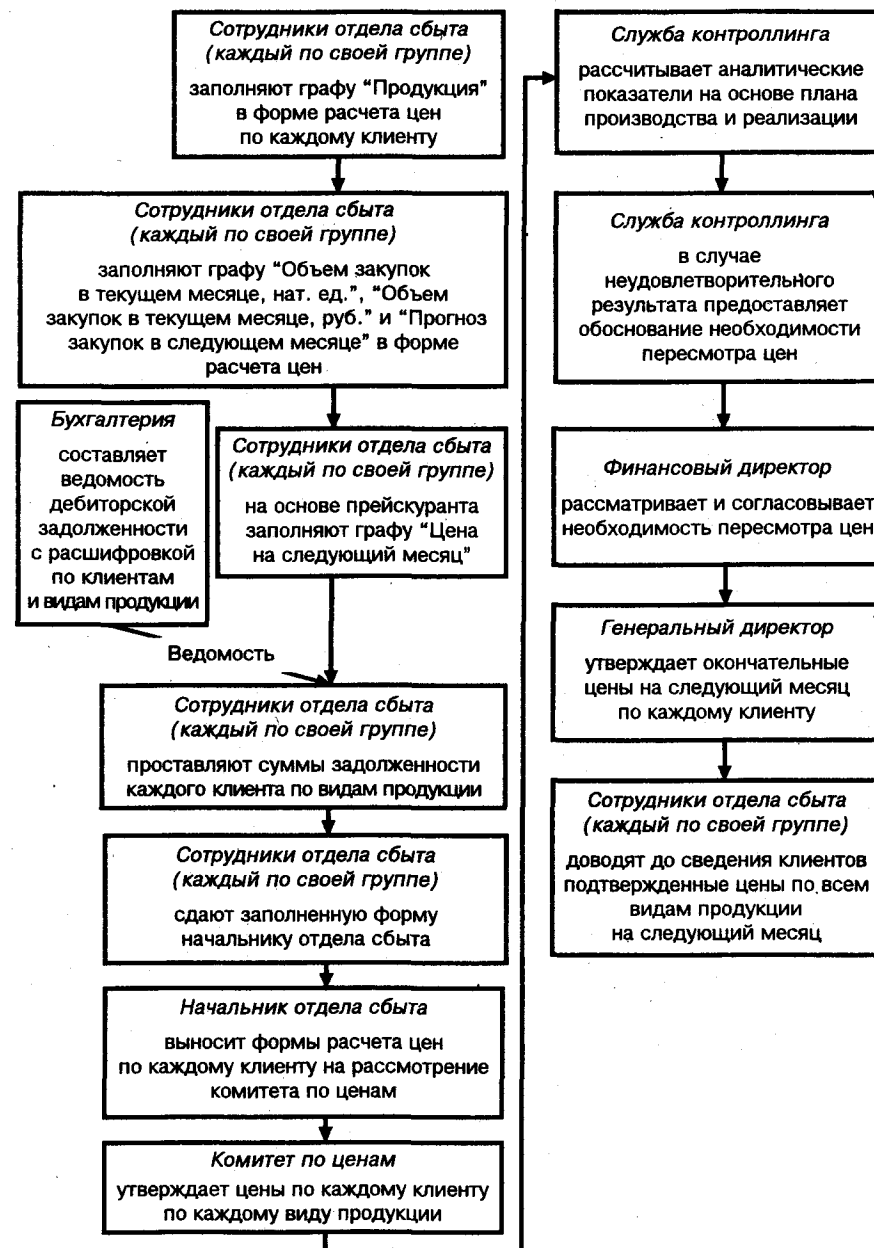 Сотрудники отдела сбыта
(каждый по своей группе)
заполняют графу “Продукция”
в форме расчета цен
по каждому клиенту
Сотрудники отдела сбыта
(каждый по своей группе)
заполняют графу “Объем закупок
в текущем месяце, нат. ед.”, “Объем
закупок в текущем месяце, руб.” и “Прогноз
закупок в следующем месяце” в форме
расчета цен
Бухгалтерия
составляет
ведомость
дебиторской
задолженности
с расшифровкой
по клиентам
и видам продукции
Сотрудники отдела сбыта
(каждый по своей группе)
на основе прейскуранта
заполняют графу “Цена
на следующий месяц”
Ведомость
Сотрудники отдела сбыта
(каждый по своей группе)
проставляют суммы задолженности
каждого клиента по видам продукции
Сотрудники отдела сбыта
(каждый по своей группе)
сдают заполненную форму
начальнику отдела сбыта
Начальник отдела сбыта
выносит формы расчета цен
по каждому клиенту на рассмотрение
комитета по ценам
Комитет по ценам
утверждает цены по каждому клиенту
по каждому виду продукции
Служба контроллинга
рассчитывает аналитические
показатели на основе плана
производства и реализации
Служба контроллинга
в случае
неудовлетворительного
результата предоставляет
обоснование необходимости
пересмотра цен
Финансовый директор
рассматривает и согласовывает
необходимость пересмотра цен
Генеральный директор
утверждает окончательные
цены на следующий месяц
по каждому клиенту
Сотрудники отдела сбыта
(каждый по своей группе)
доводят до сведения клиентов
подтвержденные цены по всем
видам продукции
на следующий месяц